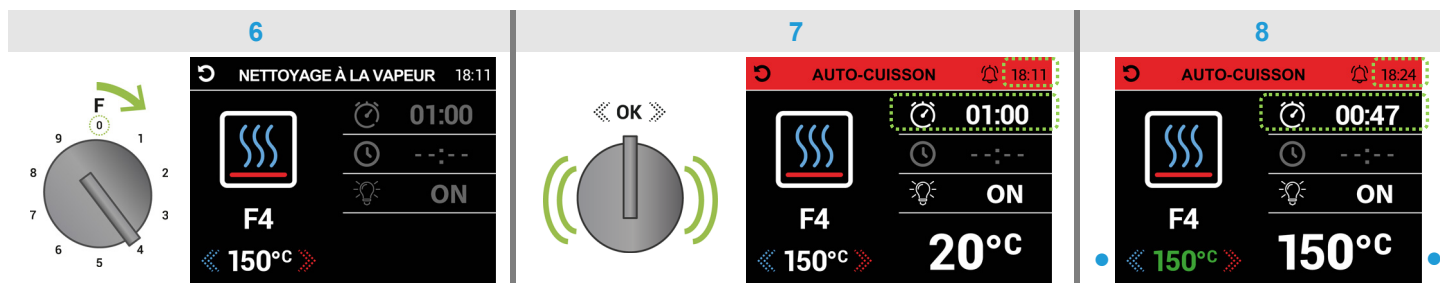 6
7
8
F
0
1
2
3
4
5
6
7
8
9
NETTOYAGE À LA VAPEUR 18:11
01:00
--:--
ON
F4
150°C
OK
AUTO-CUISSON 18:11
01:00
--:--
ON
F4
150°C
20°C
AUTO-CUISSON 18:24
00:47
--:--
ON
F4
150°C
150°C